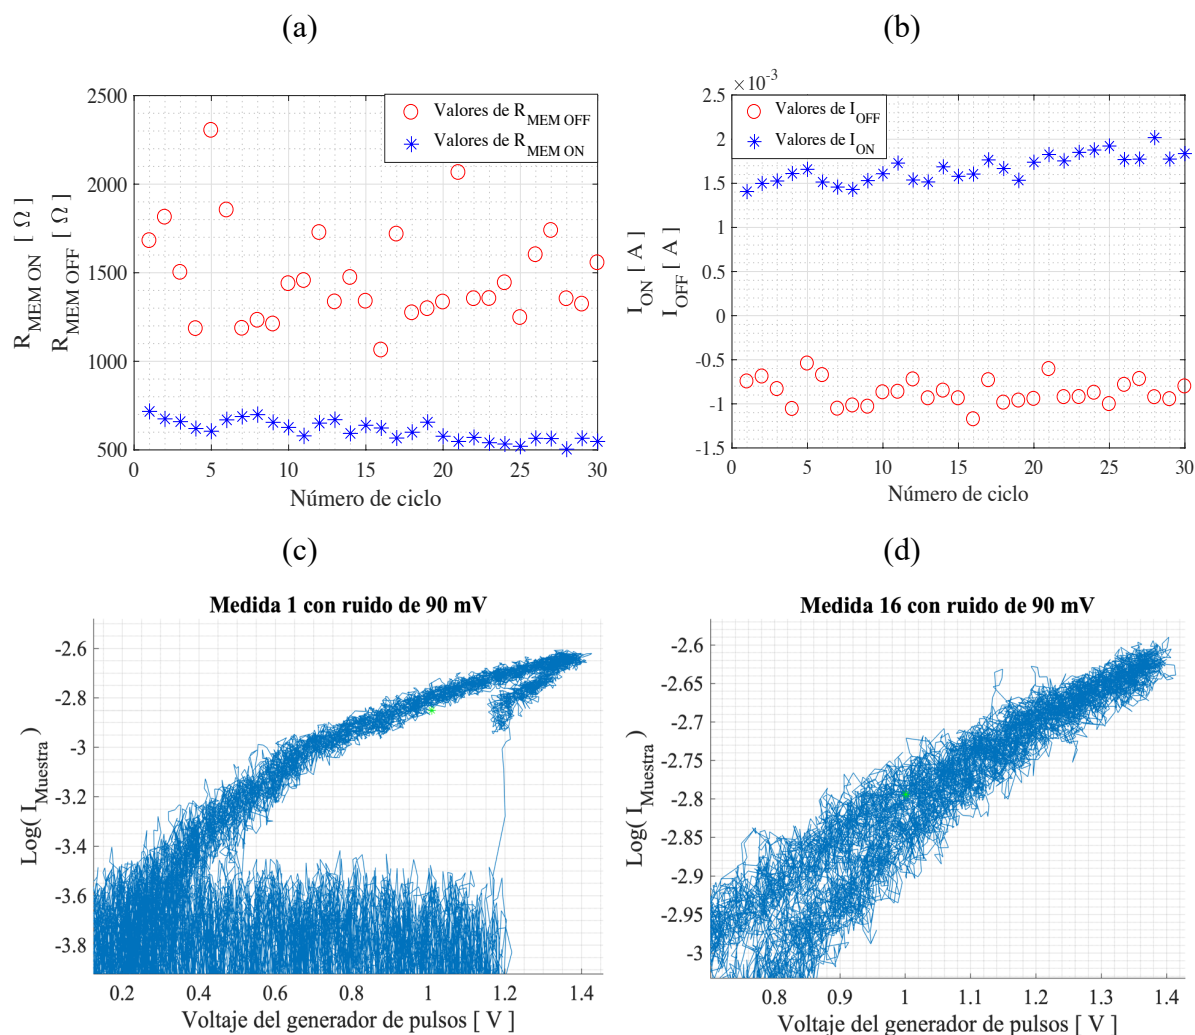 (a)
(b)
2500
2000
1500
1000
500
0
5
10
15
20
25
30
R_MEM ON [ Ω ]
R_MEM OFF [ Ω ]
Valores de R_MEM OFF
Valores de R_MEM ON
Número de ciclo
×10^-3
2.5
2
1.5
1
0.5
0
-0.5
-1
-1.5
0
5
10
15
20
25
30
I_ON [ A ]
I_OFF [ A ]
Valores de I_OFF
Valores de I_ON
Número de ciclo
(c)
(d)
Medida 1 con ruido de 90 mV
-2.6
-2.8
-3
-3.2
-3.4
-3.6
-3.8
0.2
0.4
0.6
0.8
1
1.2
1.4
Log( I_Muestra )
Voltaje del generador de pulsos [ V ]
Medida 16 con ruido de 90 mV
-2.6
-2.65
-2.7
-2.75
-2.8
-2.85
-2.9
-2.95
-3
0.8
0.9
1
1.1
1.2
1.3
1.4
Log( I_Muestra )
Voltaje del generador de pulsos [ V ]